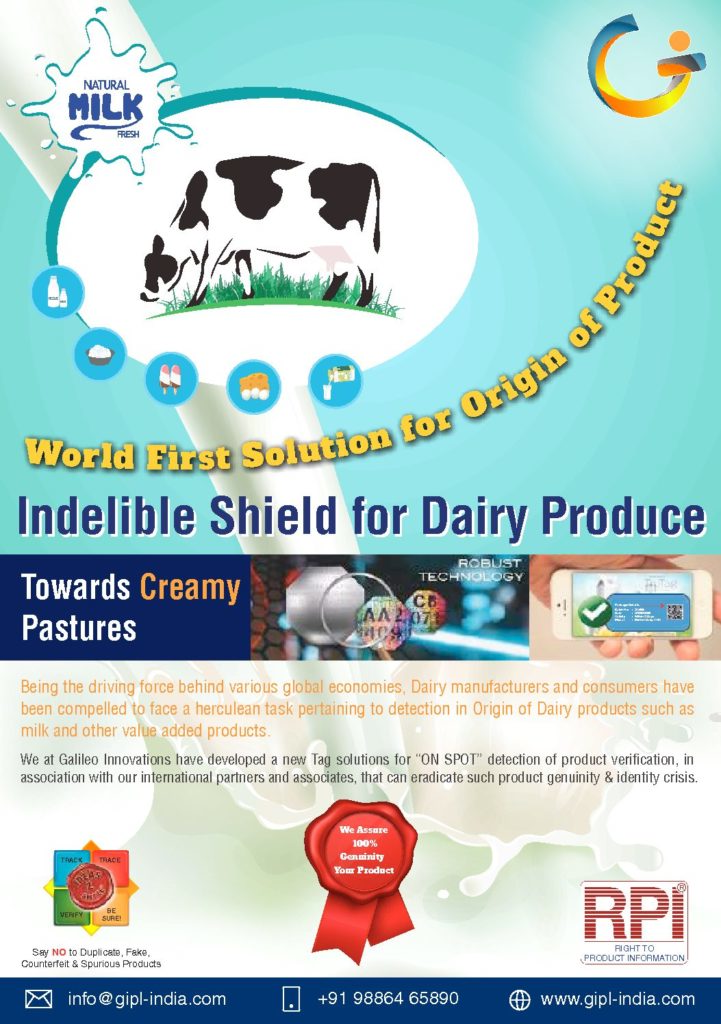 NATURAL
MILK
FRESH
World First Solution for Origin of Product
Indelible Shield for Dairy Produce
Towards Creamy
Pastures
ROBUST
TECHNOLOGY
Being the driving force behind various global economies, Dairy manufacturers and consumers have
been compelled to face a herculean task pertaining to detection in Origin of Dairy products such as
milk and other value added products.
We at Galileo Innovations have developed a new Tag solutions for “ON SPOT” detection of product verification, in
association with our international partners and associates, that can eradicate such product genuinity & identity crisis.
We Assure
100%
Genuinity
Your Product
TRACK TRACE
VERIFY BE
SURE!
Say NO to Duplicate, Fake,
Counterfeit & Spurious Products
RPI®
RIGHT TO
PRODUCT INFORMATION
info@gipl-india.com +91 98864 65890 www.gipl-india.com